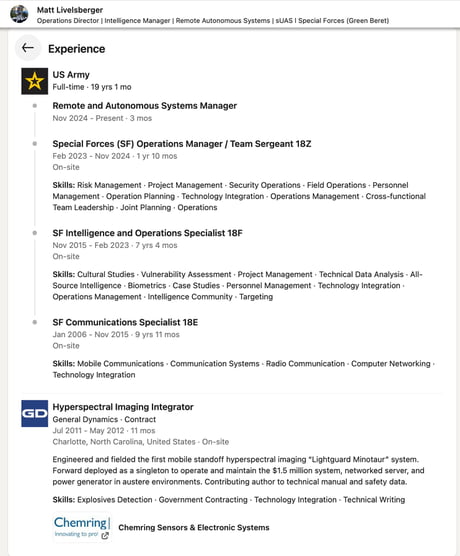 Matt Livelsberger
Operations Director | Intelligence Manager | Remote Autonomous Systems | sUAS I Special Forces (Green Beret)
Experience
US Army
Full-time · 19 yrs 1 mo
Remote and Autonomous Systems Manager
Nov 2024 - Present · 3 mos
Special Forces (SF) Operations Manager / Team Sergeant 18Z
Feb 2023 - Nov 2024 · 1 yr 10 mos
On-site
Skills: Risk Management · Project Management · Security Operations · Field Operations · Personnel
Management · Operation Planning · Technology Integration · Operations Management · Cross-functional
Team Leadership · Joint Planning · Operations
SF Intelligence and Operations Specialist 18F
Nov 2015 - Feb 2023 · 7 yrs 4 mos
On-site
Skills: Cultural Studies · Vulnerability Assessment · Project Management · Technical Data Analysis · All-
Source Intelligence · Biometrics · Case Studies · Personnel Management · Technology Integration ·
Operations Management · Intelligence Community · Targeting
SF Communications Specialist 18E
Jan 2006 - Nov 2015 · 9 yrs 11 mos
On-site
Skills: Mobile Communications · Communication Systems · Radio Communication · Computer Networking ·
Technology Integration
GD
Hyperspectral Imaging Integrator
General Dynamics · Contract
Jul 2011 - May 2012 · 11 mos
Charlotte, North Carolina, United States · On-site
Engineered and fielded the first mobile standoff hyperspectral imaging "Lightguard Minotaur" system.
Forward deployed as a singleton to operate and maintain the $1.5 million system, networked server, and
power generator in austere environments. Contributing author to technical manual and safety data.
Skills: Explosives Detection · Government Contracting · Technology Integration · Technical Writing
Chemring
Innovating to pro
Chemring Sensors & Electronic Systems